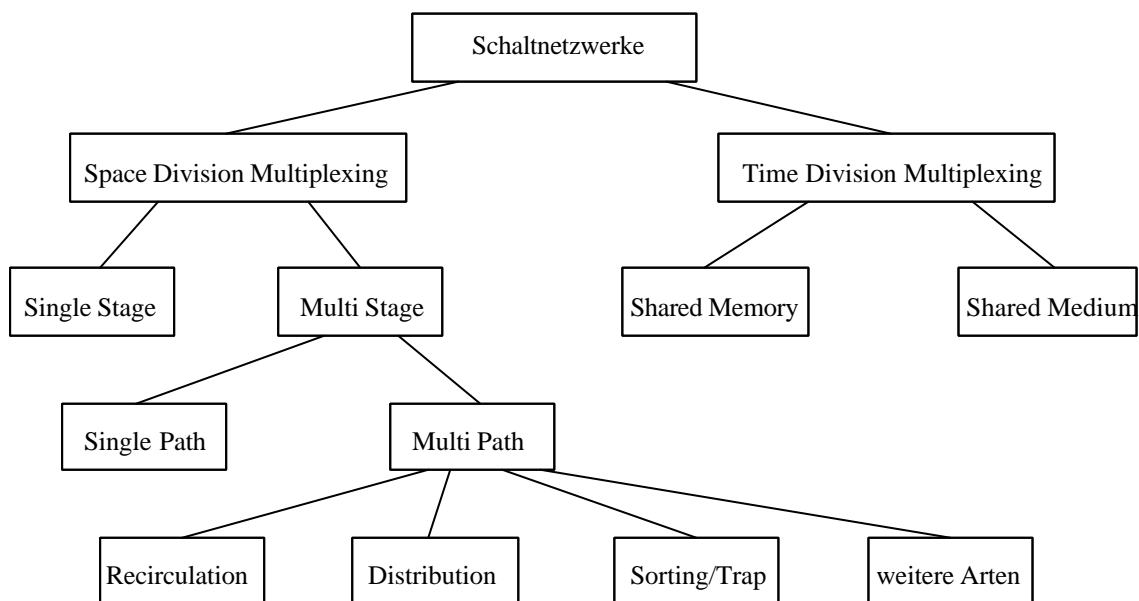 Schaltnetzwerke
Space Division Multiplexing
Time Division Multiplexing
Single Stage
Multi Stage
Shared Memory
Shared Medium
Single Path
Multi Path
Recirculation
Distribution
Sorting/Trap
weitere Arten